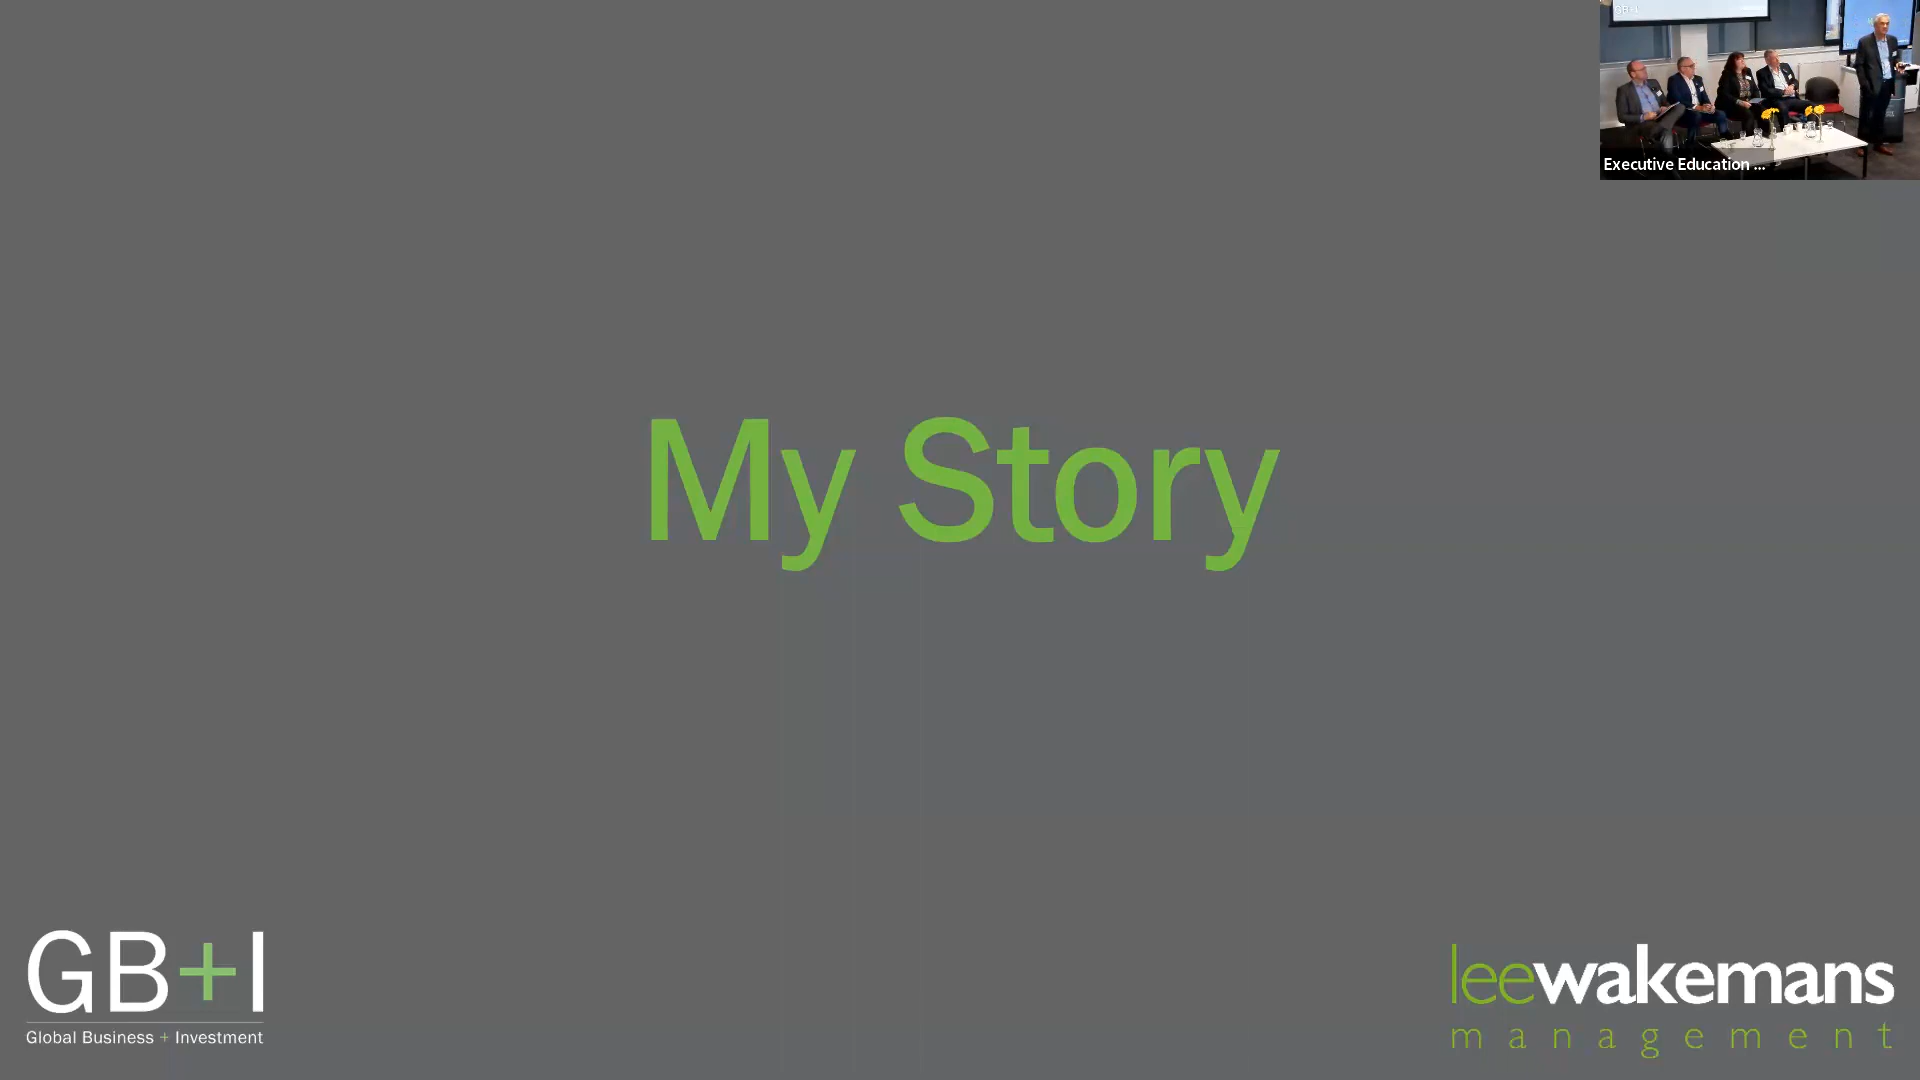 Executive Education ...
My Story
GB+I
Global Business + Investment
leewakemans
management